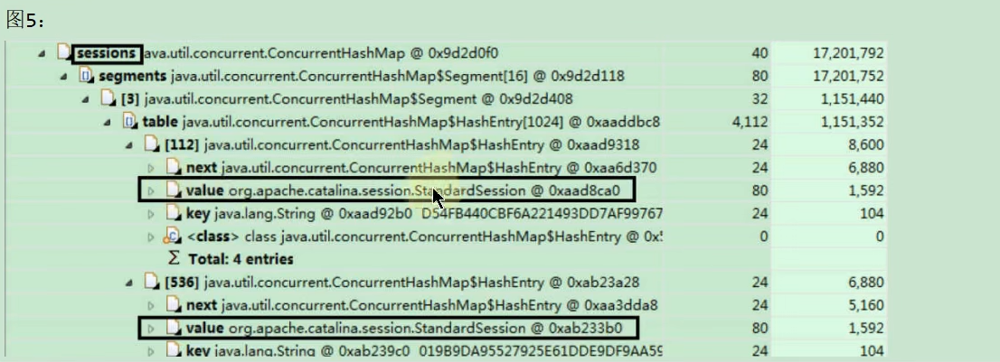 图5：
sessions java.util.concurrent.ConcurrentHashMap @ 0x9d2d0f0 40 17,201,792
segments java.util.concurrent.ConcurrentHashMap$Segment[16] @ 0x9d2d118 80 17,201,752
[3] java.util.concurrent.ConcurrentHashMap$Segment @ 0x9d2d408 32 1,151,440
table java.util.concurrent.ConcurrentHashMap$HashEntry[1024] @ 0xaaddbc8 4,112 1,151,352
[112] java.util.concurrent.ConcurrentHashMap$HashEntry @ 0xaad9318 24 8,600
next java.util.concurrent.ConcurrentHashMap$HashEntry @ 0xaa6d370 24 6,880
value org.apache.catalina.session.StandardSession @ 0xaad8ca0 80 1,592
key java.lang.String @ 0xaad92b0 D54FB440CBF6A221493DD7AF99767 24 104
<class> class java.util.concurrent.ConcurrentHashMap$HashEntry @ 0x5 0 0
Σ Total: 4 entries
[536] java.util.concurrent.ConcurrentHashMap$HashEntry @ 0xab23a28 24 6,880
next java.util.concurrent.ConcurrentHashMap$HashEntry @ 0xaa3dda8 24 5,160
value org.apache.catalina.session.StandardSession @ 0xab233b0 80 1,592
key java.lang.String @ 0xab239c0 019B9DA95527925E61DDE9DF9AA59 24 104